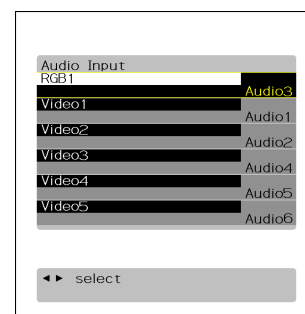 Audio Input
RGB1
Audio3
Video1
Audio1
Video2
Audio2
Video3
Audio4
Video4
Audio5
Video5
Audio6
◄► select